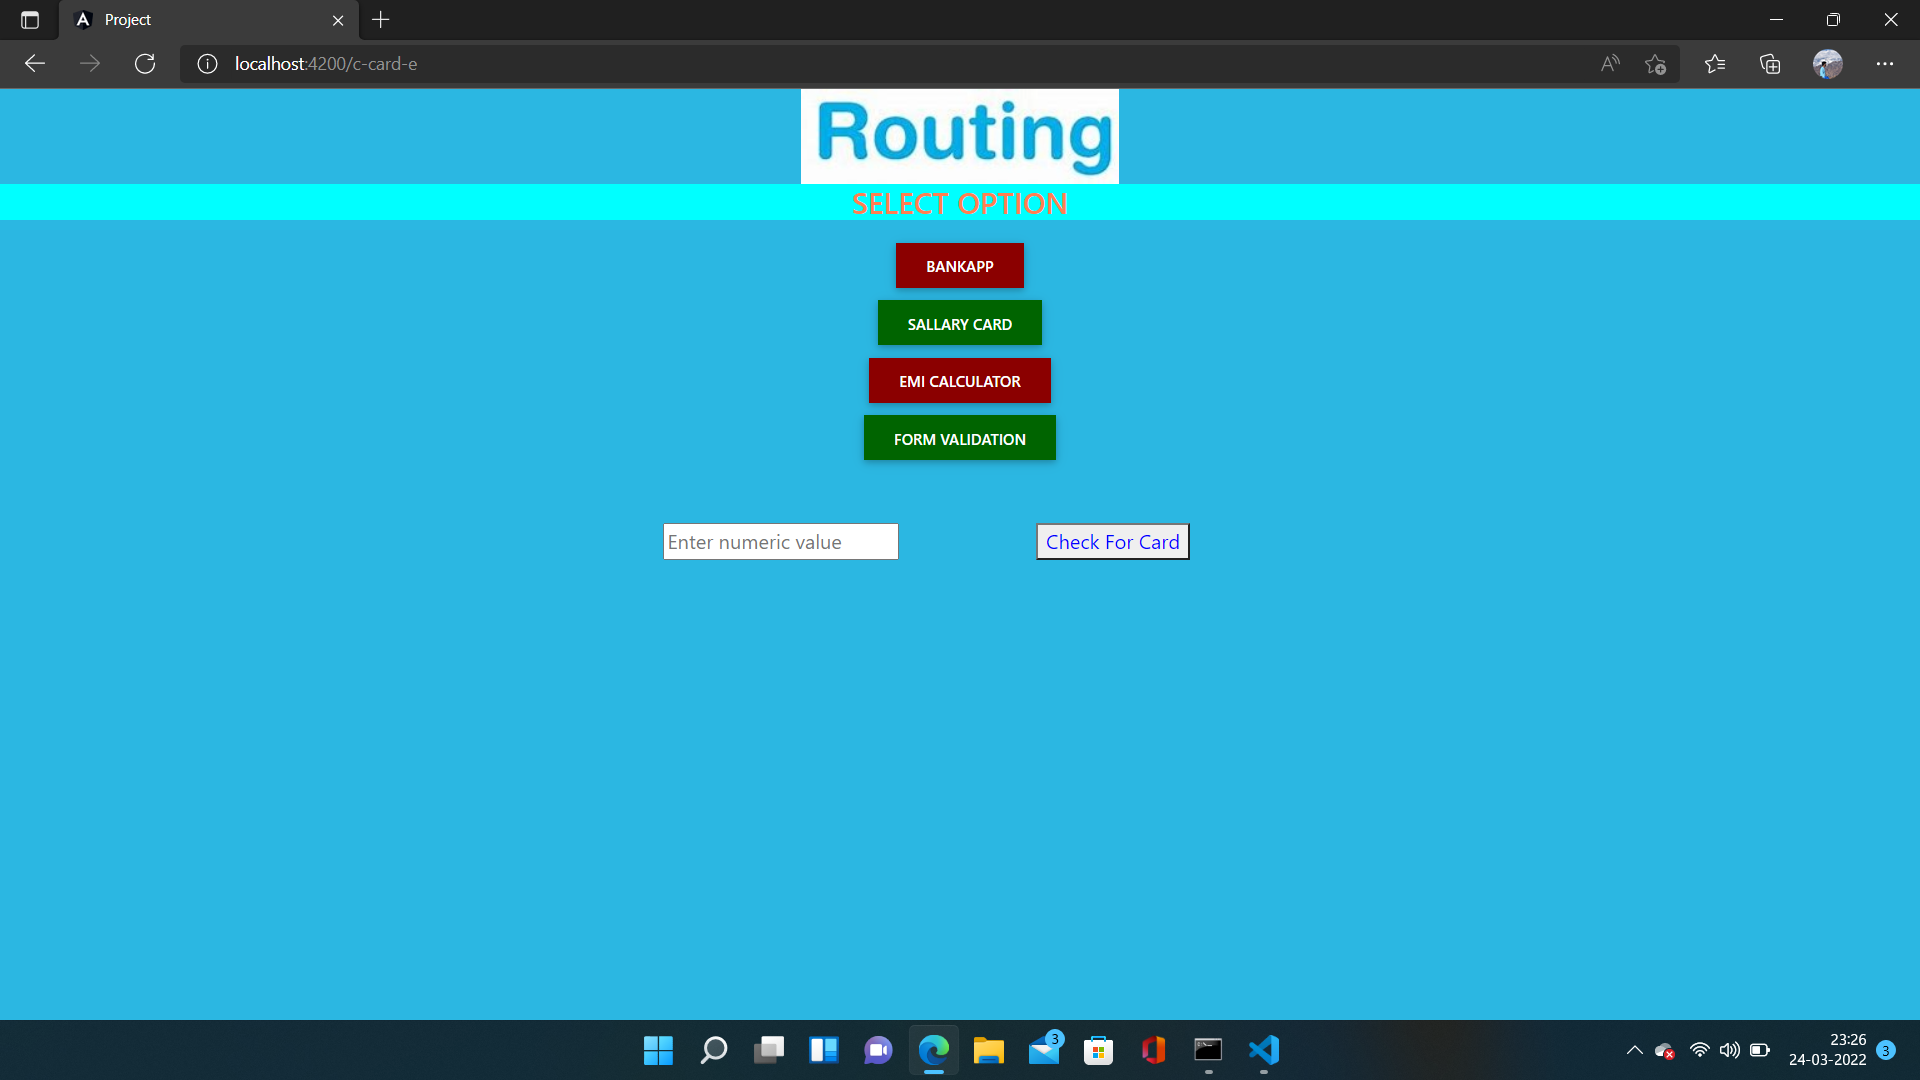 Project
localhost:4200/c-card-e
Routing
SELECT OPTION
BANKAPP
SALLARY CARD
EMI CALCULATOR
FORM VALIDATION
Enter numeric value
Check For Card
3
23:26
24-03-2022
3